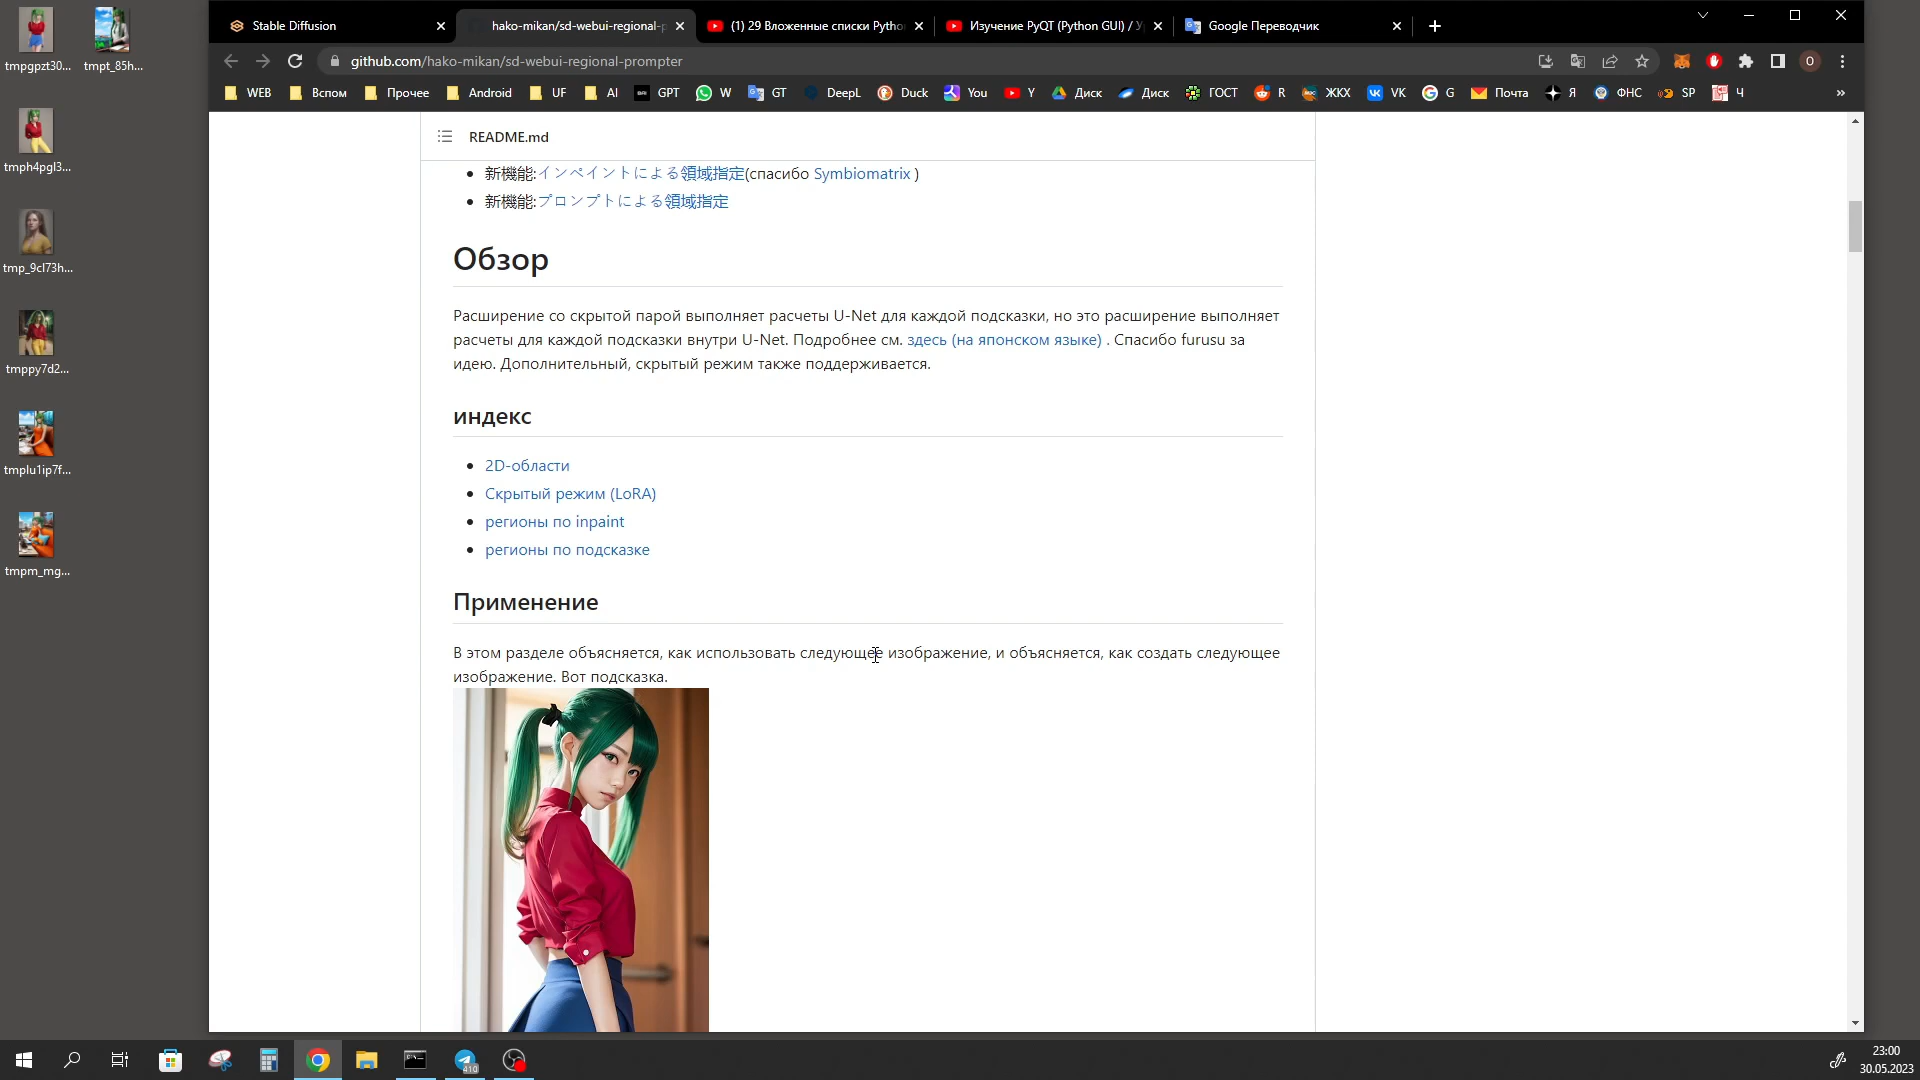 tmpgpzt30...
tmpt_85h...
tmph4pgl3...
tmp_9cl73h...
tmppy7d2...
tmplu1ip7f...
tmpm_mg...
Stable Diffusion
hako-mikan/sd-webui-regional-p
(1) 29 Вложенные списки Pytho
Изучение PyQT (Python GUI) / У
Google Переводчик
github.com/hako-mikan/sd-webui-regional-prompter
O
WEB
Вспом
Прочее
Android
UF
AI
GPT
W
GT
DeepL
Duck
You
Y
Диск
Диск
ГОСТ
R
ЖКХ
VK
G
Почта
Я
ФНС
SP
Ч
»
README.md
新機能:インペイントによる領域指定(спасибо Symbiomatrix )
新機能:プロンプトによる領域指定
Обзор
Расширение со скрытой парой выполняет расчеты U-Net для каждой подсказки, но это расширение выполняет
расчеты для каждой подсказки внутри U-Net. Подробнее см. здесь (на японском языке) . Спасибо furusu за
идею. Дополнительный, скрытый режим также поддерживается.
индекс
2D-области
Скрытый режим (LoRA)
регионы по inpaint
регионы по подсказке
Применение
В этом разделе объясняется, как использовать следующее изображение, и объясняется, как создать следующее
изображение. Вот подсказка.
410
23:00
30.05.2023